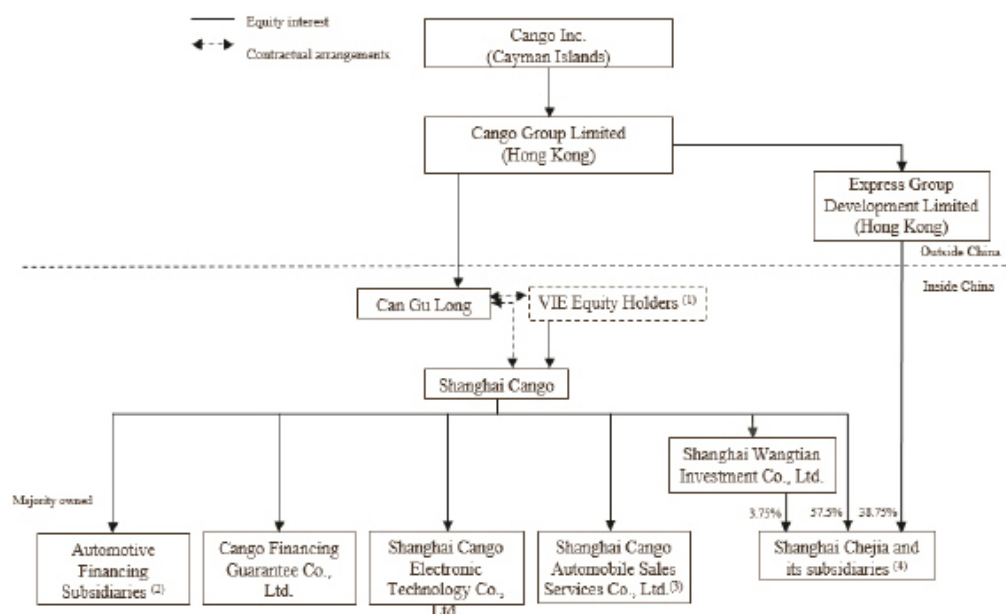 Equity interest
Contractual arrangements
Cango Inc.
(Cayman Islands)
Cango Group Limited
(Hong Kong)
Express Group
Development Limited
(Hong Kong)
Outside China
Inside China
Can Gu Long
VIE Equity Holders (1)
Shanghai Cango
Shanghai Wangtian
Investment Co., Ltd.
Majority owned
3.75%
57.5%
38.75%
Automotive
Financing
Subsidiaries (2)
Cango Financing
Guarantee Co.,
Ltd.
Shanghai Cango
Electronic
Technology Co.,
Ltd
Shanghai Cango
Automobile Sales
Services Co., Ltd.(3)
Shanghai Chejia and
its subsidiaries (4)